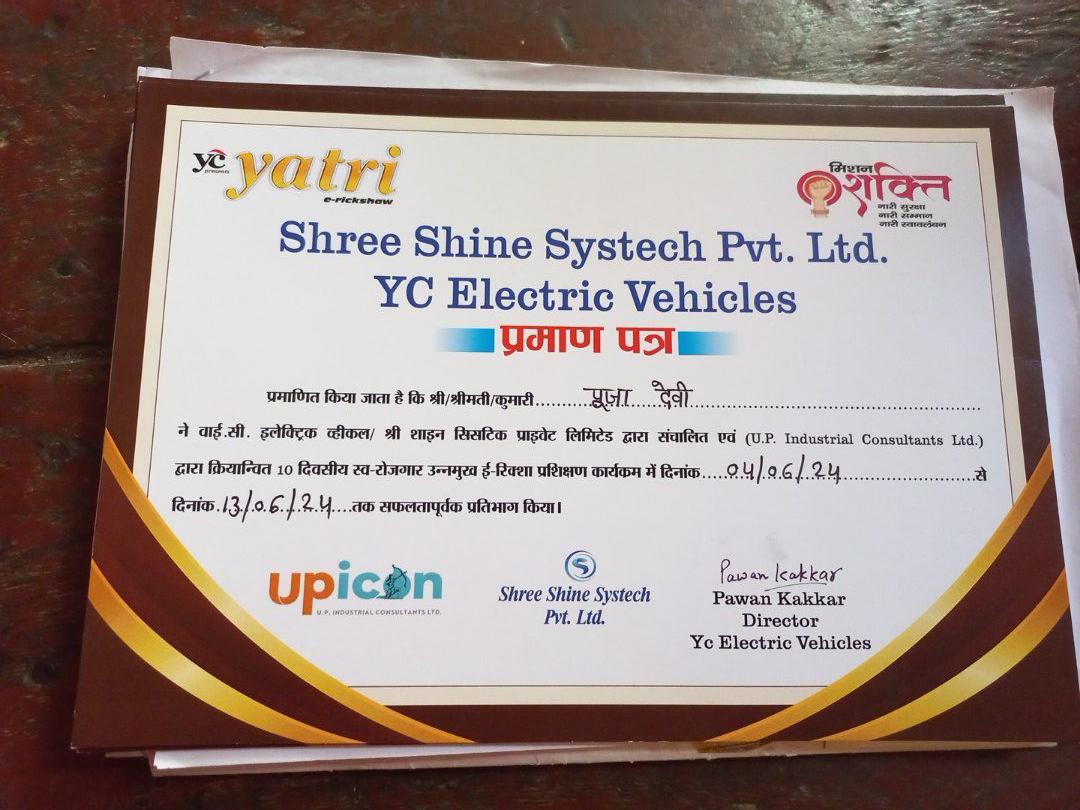 yc presents yatri e-rickshaw
मिशन शक्ति
नारी सुरक्षा
नारी सम्मान
नारी स्वावलंबन
Shree Shine Systech Pvt. Ltd.
YC Electric Vehicles
प्रमाण पत्र
प्रमाणित किया जाता है कि श्री/श्रीमती/कुमारी..........पूजा देवी..........
ने वाई.सी. इलेक्ट्रिक व्हीकल/ श्री शाइन सिसटिक प्राइवेट लिमिटेड द्वारा संचालित एवं (U.P. Industrial Consultants Ltd.)
द्वारा क्रियान्वित 10 दिवसीय स्व-रोजगार उन्नमुख ई-रिक्शा प्रशिक्षण कार्यकम में दिनांक.....04/06/24..........से
दिनांक.13/06/24....तक सफलतापूर्वक प्रतिभाग किया।
upicon
U.P. INDUSTRIAL CONSULTANTS LTD.
Shree Shine Systech
Pvt. Ltd.
Pawan Kakkar
Pawan Kakkar
Director
Yc Electric Vehicles